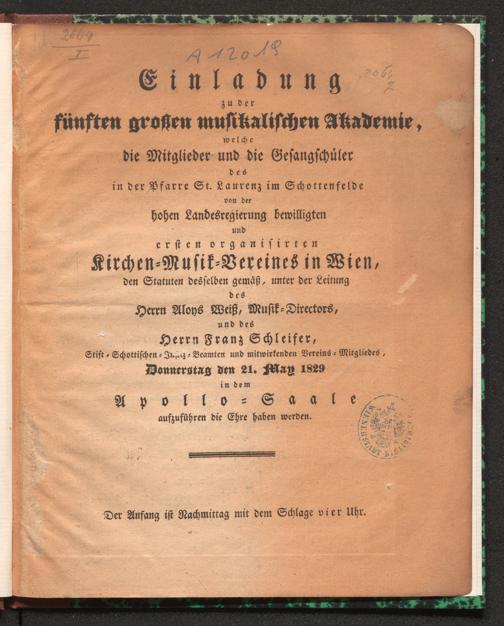 A 12019
Einladung
zu der
fünften großen musikalischen Akademie,
welche
die Mitglieder und die Gesangschüler
des
in der Pfarre St. Laurenz im Schottenfelde
von der
hohen Landesregierung bewilligten
und
ersten organisirten
Kirchen-Musik-Vereines in Wien,
den Statuten desselben gemäß, unter der Leitung
des
Herrn Aloys Weiß, Musik-Directors,
und des
Herrn Franz Schleifer,
Stift-Schottischen-Beamten und mitwirkenden Vereins-Mitgliedes,
Donnerstag den 21. May 1829
in dem
Apollo-Saale
aufzuführen die Ehre haben werden.
Der Anfang ist Nachmittag mit dem Schlage vier Uhr.